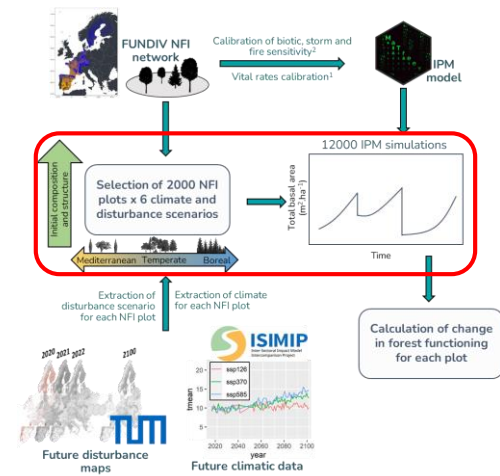 FUNDIV NFI
network
Calibration of biotic, storm and
fire sensitivity²
Vital rates calibration¹
IPM
model
Initial composition
and structure
Selection of 2000 NFI
plots x 6 climate and
disturbance scenarios
Mediterranean Temperate Boreal
12000 IPM simulations
Total basal area
(m².ha⁻¹)
Time
Extraction of
disturbance scenario
for each NFI plot
Extraction of climate
for each NFI plot
Calculation of change
in forest functioning
for each plot
2020
2021
2022
2100
TUM
Future disturbance
maps
ISIMIP
Inter-Sectoral Impact Model
Intercomparison Project
ssp126
ssp370
ssp585
tmean
20
15
10
2020 2040 2060 2080 2100
year
Future climatic data